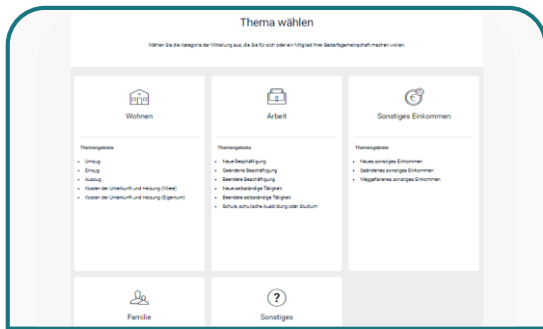 Thema wählen
Wählen Sie die Kategorie der Mitteilung aus, die Sie für sich oder ein Mitglied Ihrer Bedarfsgemeinschaft machen wollen.
Wohnen
Themengebiete
Umzug
Einzug
Auszug
Kosten der Unterkunft und Heizung (Miete)
Kosten der Unterkunft und Heizung (Eigentum)
Arbeit
Themengebiete
Neue Beschäftigung
Geänderte Beschäftigung
Beendete Beschäftigung
Neue selbständige Tätigkeit
Beendete selbständige Tätigkeit
Schule, schulische Ausbildung oder Studium
Sonstiges Einkommen
Themengebiete
Neues sonstiges Einkommen
Geändertes sonstiges Einkommen
Weggefallenes sonstiges Einkommen
Familie
Sonstiges